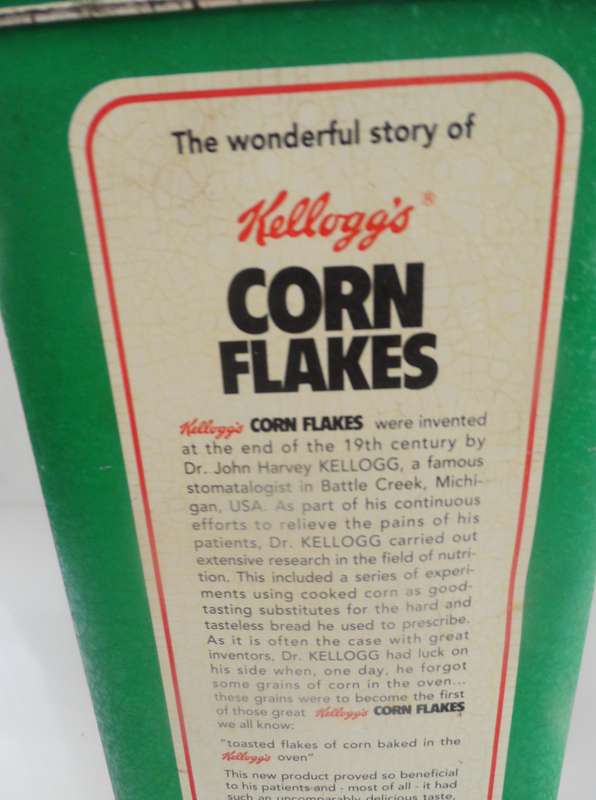 The wonderful story of
Kellogg's®
CORN
FLAKES
Kellogg's CORN FLAKES were invented
at the end of the 19th century by
Dr. John Harvey KELLOGG, a famous
stomatalogist in Battle Creek, Michi-
gan, USA. As part of his continuous
efforts to relieve the pains of his
patients, Dr. KELLOGG carried out
extensive research in the field of nutri-
tion. This included a series of experi-
ments using cooked corn as good-
tasting substitutes for the hard and
tasteless bread he used to prescribe.
As it is often the case with great
inventors, Dr. KELLOGG had luck on
his side when, one day, he forgot
some grains of corn in the oven...
these grains were to become the first
of those great Kellogg's CORN FLAKES
we all know:
"toasted flakes of corn baked in the
Kellogg's oven"
This new product proved so beneficial
to his patients and - most of all - it had
such an uncomparably delicious taste,